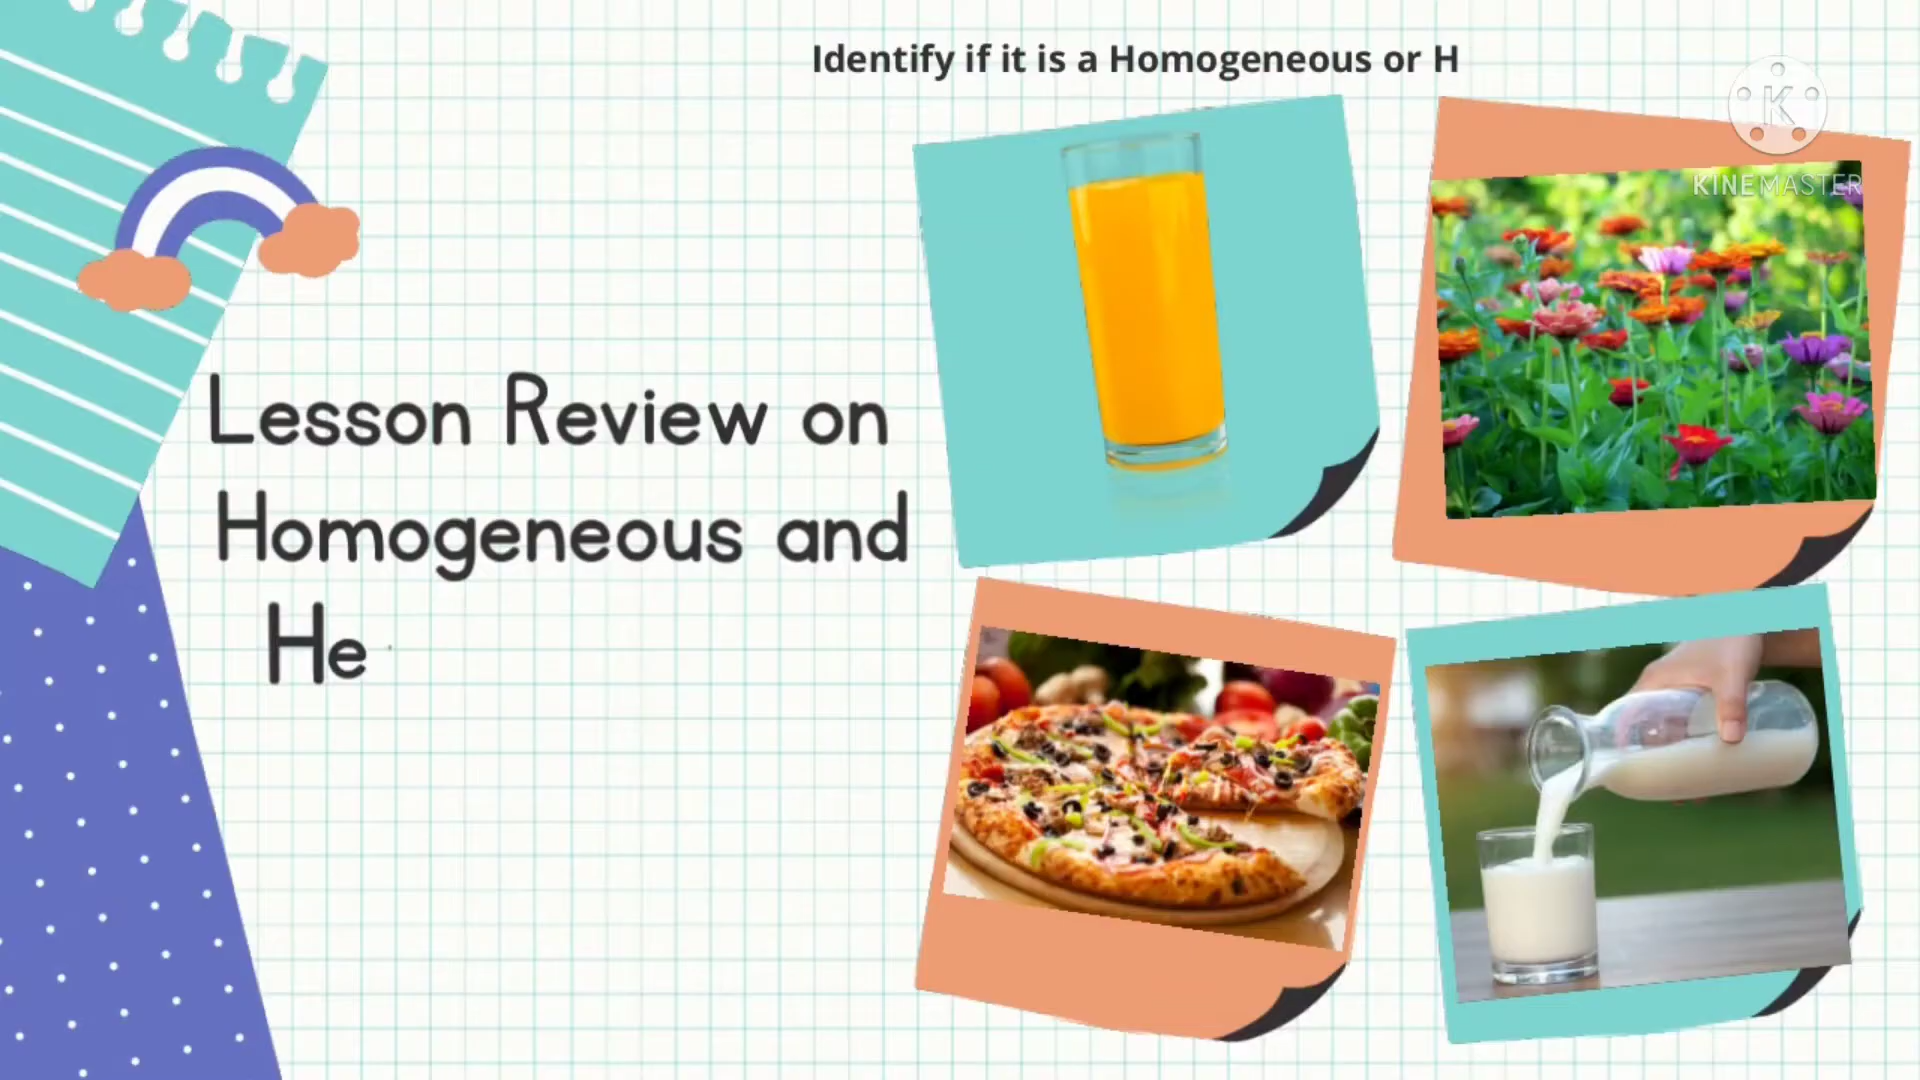 Identify if it is a Homogeneous or H
K
KINEMASTER
Lesson Review on
Homogeneous and
He